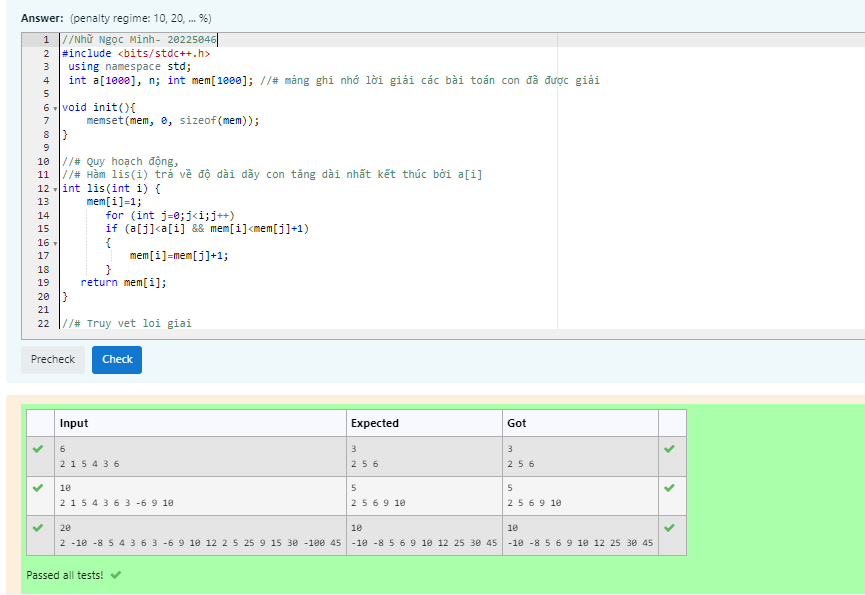 Answer: (penalty regime: 10, 20, ... %)
1 //Nhữ Ngọc Minh- 20225046
2 #include <bits/stdc++.h>
3 using namespace std;
4 int a[1000], n; int mem[1000]; //# mảng ghi nhớ lời giải các bài toán con đã được giải
5
6 void init(){
7 memset(mem, 0, sizeof(mem));
8 }
9
10 //# Quy hoạch động,
11 //# Hàm lis(i) trả về độ dài dãy con tăng dài nhất kết thúc bởi a[i]
12 int lis(int i) {
13 mem[i]=1;
14 for (int j=0;j<i;j++)
15 if (a[j]<a[i] && mem[i]<mem[j]+1)
16 {
17 mem[i]=mem[j]+1;
18 }
19 return mem[i];
20 }
21
22 //# Truy vet loi giai
Precheck Check
Input Expected Got
6 3 3
2 1 5 4 3 6 2 5 6 2 5 6
10 5 5
2 1 5 4 3 6 3 -6 9 10 2 5 6 9 10 2 5 6 9 10
20 10 10
2 -10 -8 5 4 3 6 3 -6 9 10 12 2 5 25 9 15 30 -100 45 -10 -8 5 6 9 10 12 25 30 45 -10 -8 5 6 9 10 12 25 30 45
Passed all tests!